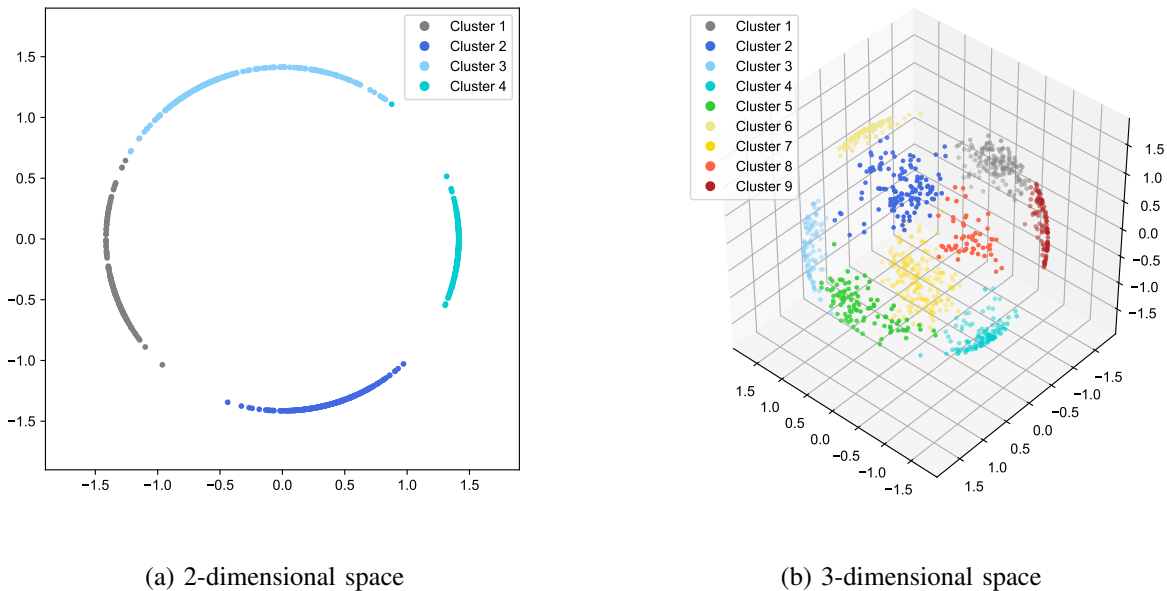 1.5
1.0
0.5
0.0
−0.5
−1.0
−1.5
−1.5
−1.0
−0.5
0.0
0.5
1.0
1.5
Cluster 1
Cluster 2
Cluster 3
Cluster 4
(a) 2-dimensional space
Cluster 1
Cluster 2
Cluster 3
Cluster 4
Cluster 5
Cluster 6
Cluster 7
Cluster 8
Cluster 9
1.5
1.0
0.5
0.0
−0.5
−1.0
−1.5
1.5
1.0
0.5
0.0
−0.5
−1.0
−1.5
−1.5
−1.0
−0.5
0.0
0.5
1.0
1.5
(b) 3-dimensional space